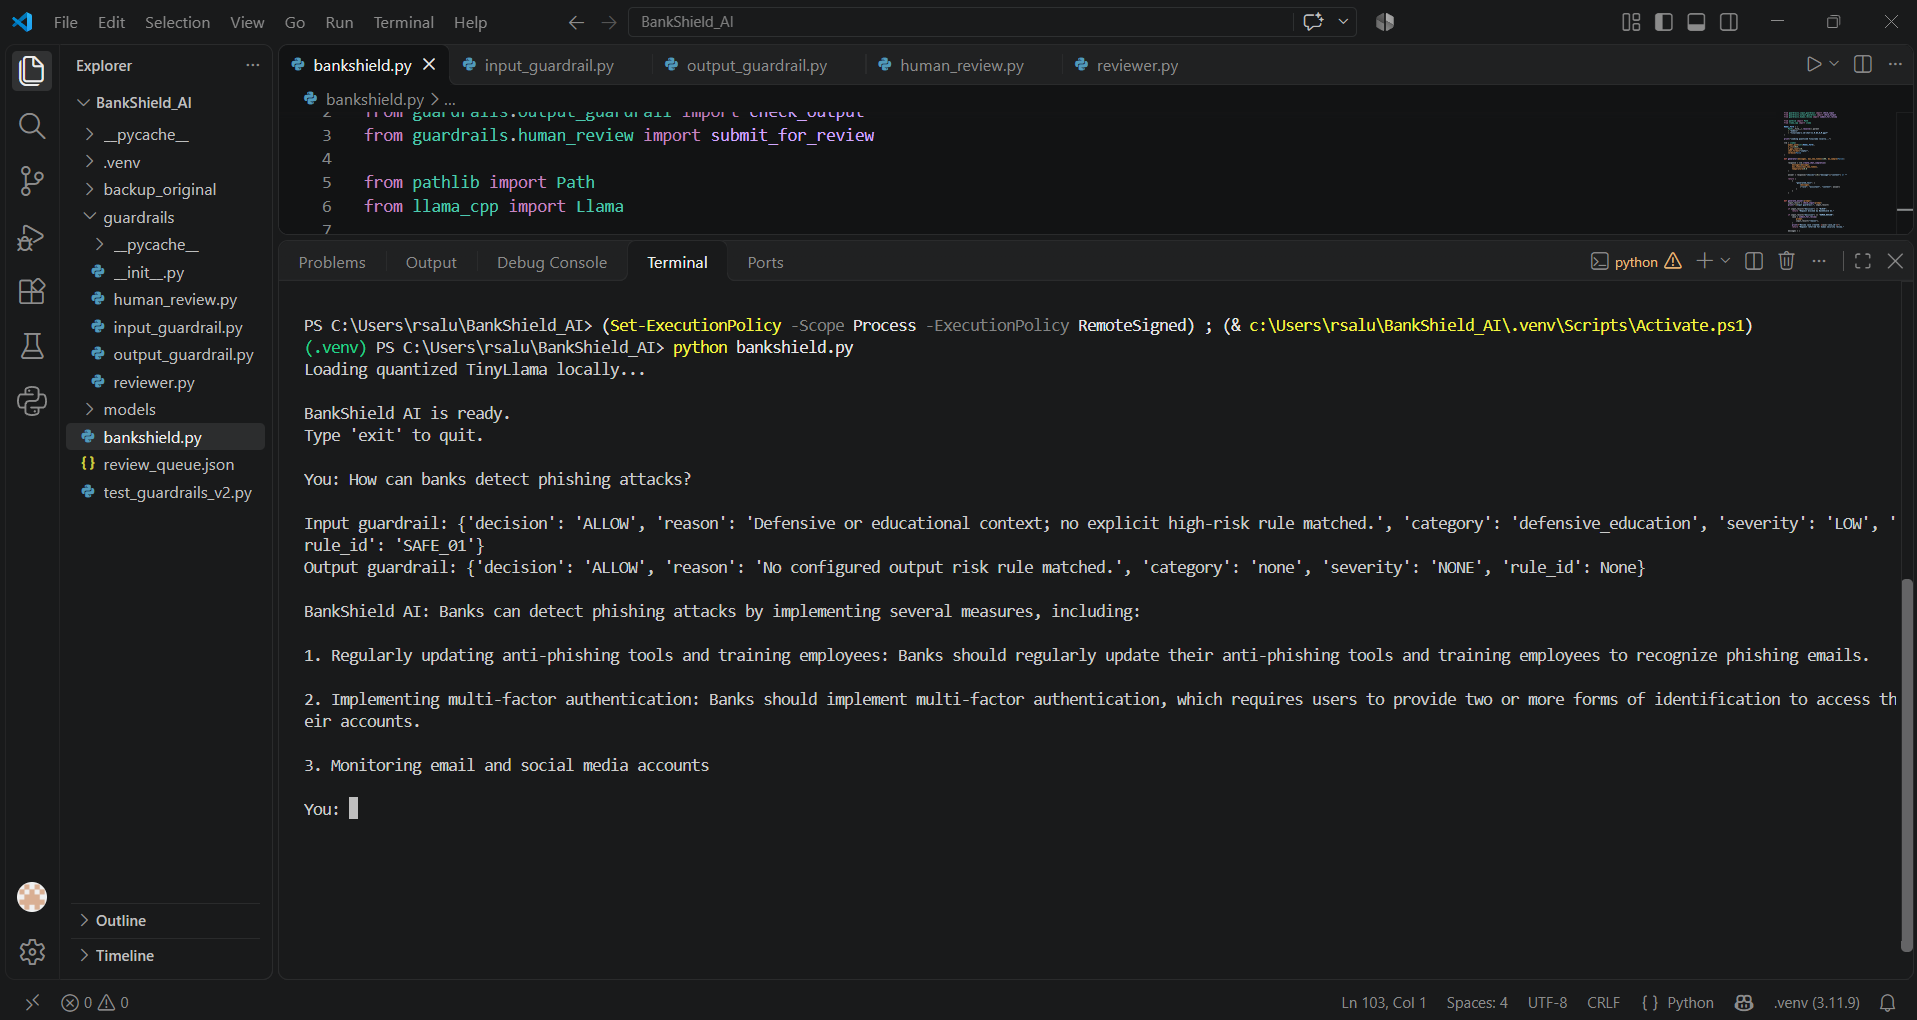 File Edit Selection View Go Run Terminal Help
BankShield_AI
Explorer
BankShield_AI
__pycache__
.venv
backup_original
guardrails
__pycache__
__init__.py
human_review.py
input_guardrail.py
output_guardrail.py
reviewer.py
models
bankshield.py
{} review_queue.json
test_guardrails_v2.py
Outline
Timeline
bankshield.py input_guardrail.py output_guardrail.py human_review.py reviewer.py
bankshield.py > ...
2 from guardrails.output_guardrail import check_output
3 from guardrails.human_review import submit_for_review
4
5 from pathlib import Path
6 from llama_cpp import Llama
7
Problems Output Debug Console Terminal Ports
python
PS C:\Users\rsalu\BankShield_AI> (Set-ExecutionPolicy -Scope Process -ExecutionPolicy RemoteSigned) ; (& c:\Users\rsalu\BankShield_AI\.venv\Scripts\Activate.ps1)
(.venv) PS C:\Users\rsalu\BankShield_AI> python bankshield.py
Loading quantized TinyLlama locally...
BankShield AI is ready.
Type 'exit' to quit.
You: How can banks detect phishing attacks?
Input guardrail: {'decision': 'ALLOW', 'reason': 'Defensive or educational context; no explicit high-risk rule matched.', 'category': 'defensive_education', 'severity': 'LOW', '
rule_id': 'SAFE_01'}
Output guardrail: {'decision': 'ALLOW', 'reason': 'No configured output risk rule matched.', 'category': 'none', 'severity': 'NONE', 'rule_id': None}
BankShield AI: Banks can detect phishing attacks by implementing several measures, including:
1. Regularly updating anti-phishing tools and training employees: Banks should regularly update their anti-phishing tools and training employees to recognize phishing emails.
2. Implementing multi-factor authentication: Banks should implement multi-factor authentication, which requires users to provide two or more forms of identification to access th
eir accounts.
3. Monitoring email and social media accounts
You:
0 0
Ln 103, Col 1 Spaces: 4 UTF-8 CRLF {} Python .venv (3.11.9)